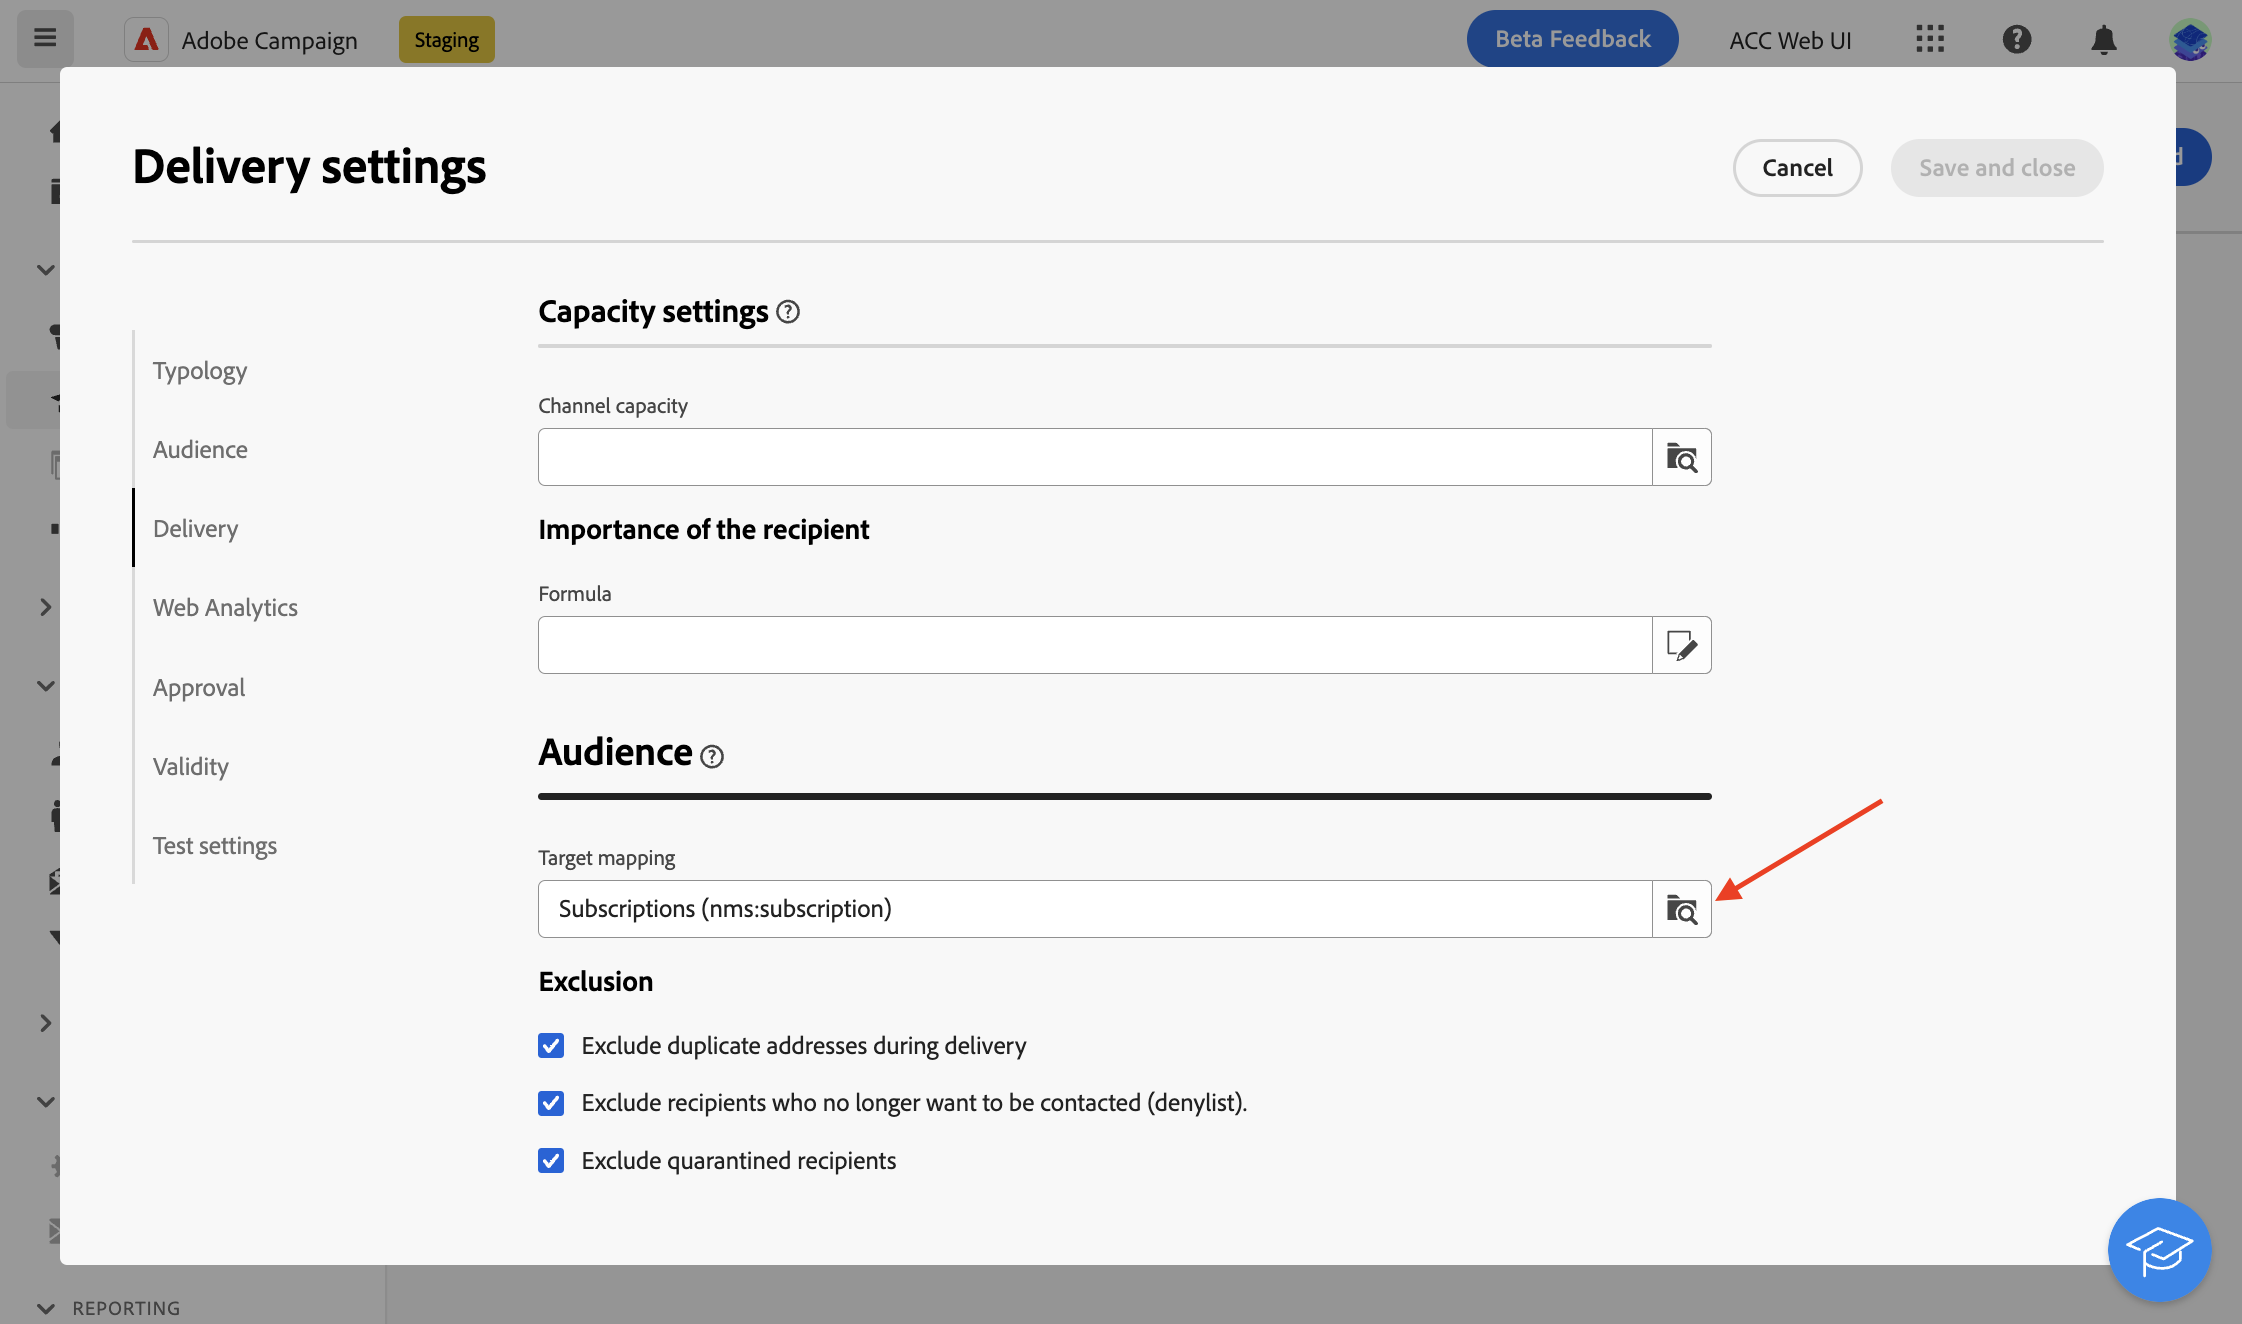 Adobe Campaign
Staging
Beta Feedback
ACC Web UI
Delivery settings
Cancel
Save and close
Typology
Audience
Delivery
Web Analytics
Approval
Validity
Test settings
Capacity settings
Channel capacity
Importance of the recipient
Formula
Audience
Target mapping
Subscriptions (nms:subscription)
Exclusion
Exclude duplicate addresses during delivery
Exclude recipients who no longer want to be contacted (denylist).
Exclude quarantined recipients
REPORTING